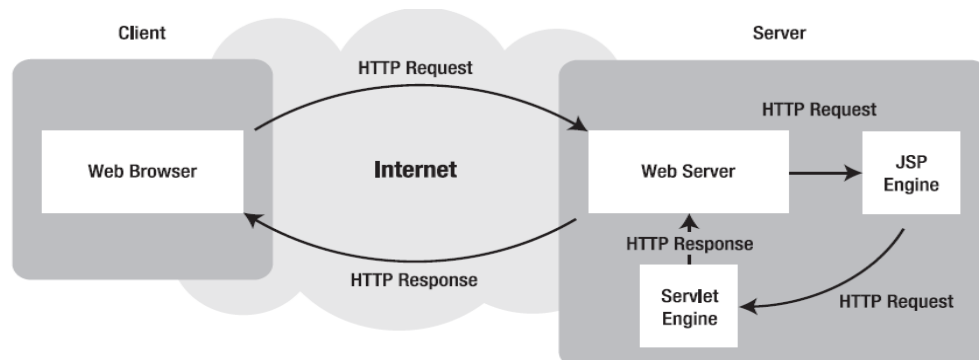 Client
Server
HTTP Request
HTTP Request
Web Browser
Internet
Web Server
JSP
Engine
HTTP Response
HTTP Response
Servlet
Engine
HTTP Request